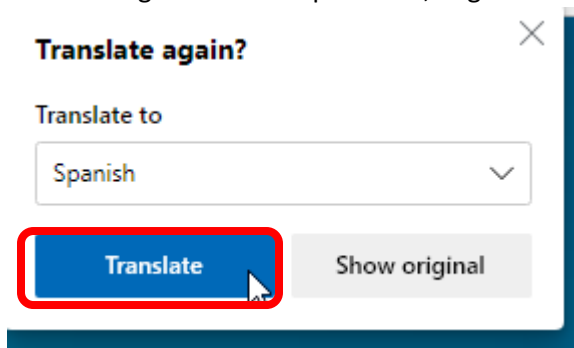 Translate again?
Translate to
Spanish
Translate
Show original